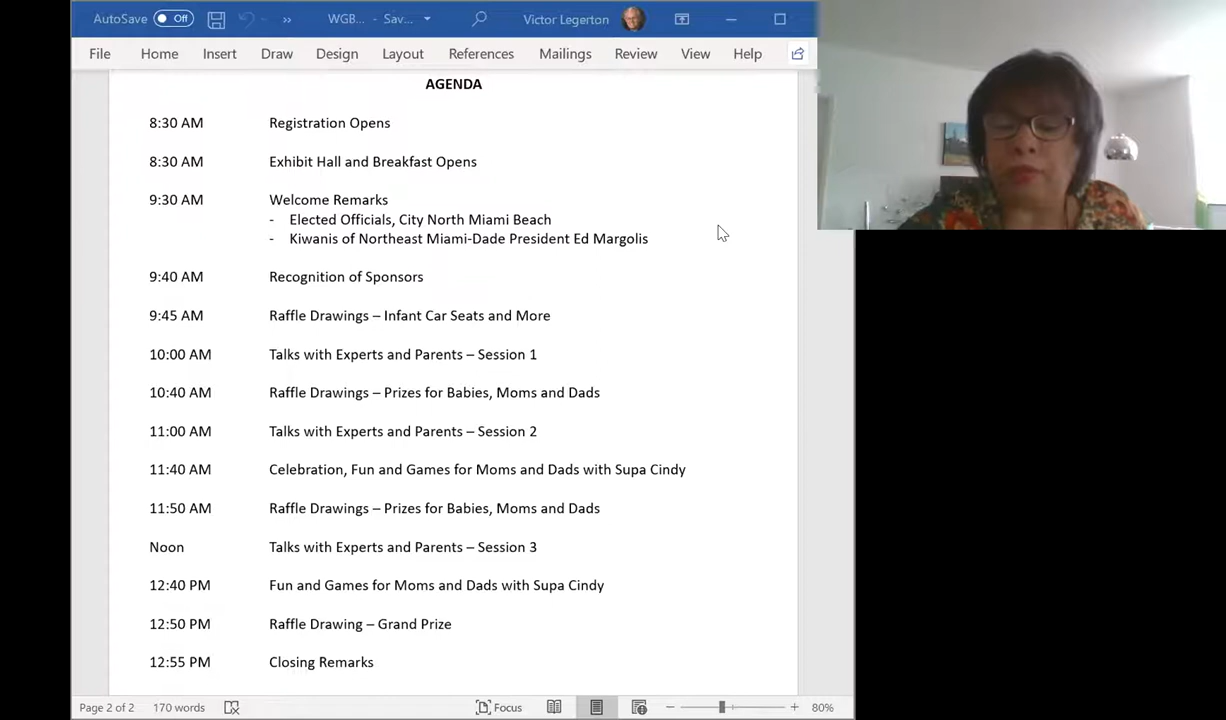 AutoSave Off WGB... - Sav... Victor Legerton
File Home Insert Draw Design Layout References Mailings Review View Help
AGENDA
8:30 AM Registration Opens
8:30 AM Exhibit Hall and Breakfast Opens
9:30 AM Welcome Remarks
- Elected Officials, City North Miami Beach
- Kiwanis of Northeast Miami-Dade President Ed Margolis
9:40 AM Recognition of Sponsors
9:45 AM Raffle Drawings – Infant Car Seats and More
10:00 AM Talks with Experts and Parents – Session 1
10:40 AM Raffle Drawings – Prizes for Babies, Moms and Dads
11:00 AM Talks with Experts and Parents – Session 2
11:40 AM Celebration, Fun and Games for Moms and Dads with Supa Cindy
11:50 AM Raffle Drawings – Prizes for Babies, Moms and Dads
Noon Talks with Experts and Parents – Session 3
12:40 PM Fun and Games for Moms and Dads with Supa Cindy
12:50 PM Raffle Drawing – Grand Prize
12:55 PM Closing Remarks
Page 2 of 2 170 words Focus 80%